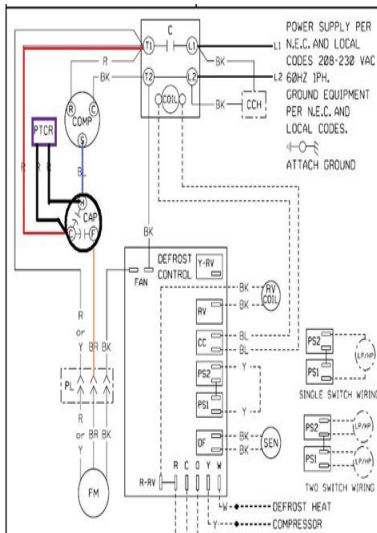 C
T1
L1
L1
POWER SUPPLY PER
N.E.C. AND LOCAL
CODES 208-230 VAC
60HZ 1PH.
GROUND EQUIPMENT
PER N.E.C. AND
LOCAL CODES.
ATTACH GROUND
R
BK
BK
T2
L2
L2
COIL
BK
CCH
R
C
COMP
S
PTCR
R
R
BL
H
CAP
C
F
BK
DEFROST
CONTROL
FAN
Y-RV
RV
BK
BK
RV
COIL
CC
BL
BL
PS2
Y
PS1
Y
DF
BK
BK
SEN
PS2
PS1
LP/HP
SINGLE SWITCH WIRING
PS2
LP/HP
PS1
LP/HP
TWO SWITCH WIRING
R
or
Y
BR
BK
PL
R
or
Y
BR
BK
FM
R-RV
R
C
O
Y
W
W
DEFROST HEAT
Y
COMPRESSOR